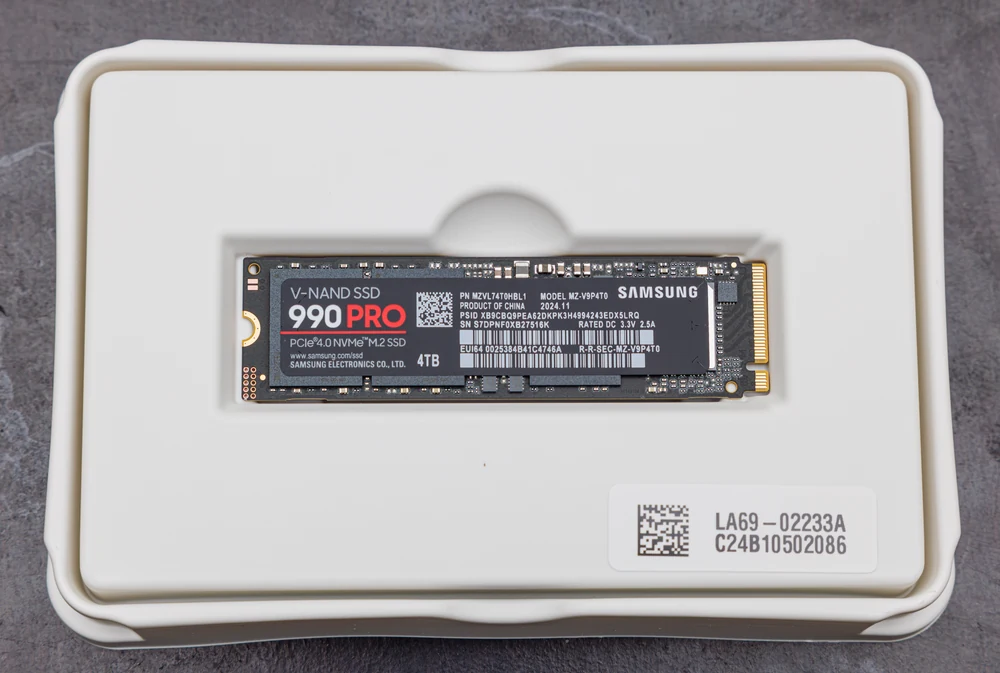 V-NAND SSD
990 PRO
PCIe® 4.0 NVMe™ M.2 SSD
www.samsung.com/ssd
SAMSUNG ELECTRONICS CO., LTD.
4TB
PN MZVL74T0HBL1 MODEL MZ-V9P4T0
SAMSUNG
PRODUCT OF CHINA 2024.11
PSID XB9CBQ9PEA62DKPK3H4994243EDX5LRQ
SN S7DPNF0XB27516K RATED DC 3.3V 2.5A
EUI64 0025384B41C4746A R-R-SEC-MZ-V9P4T0
LA69-02233A
C24B10502086